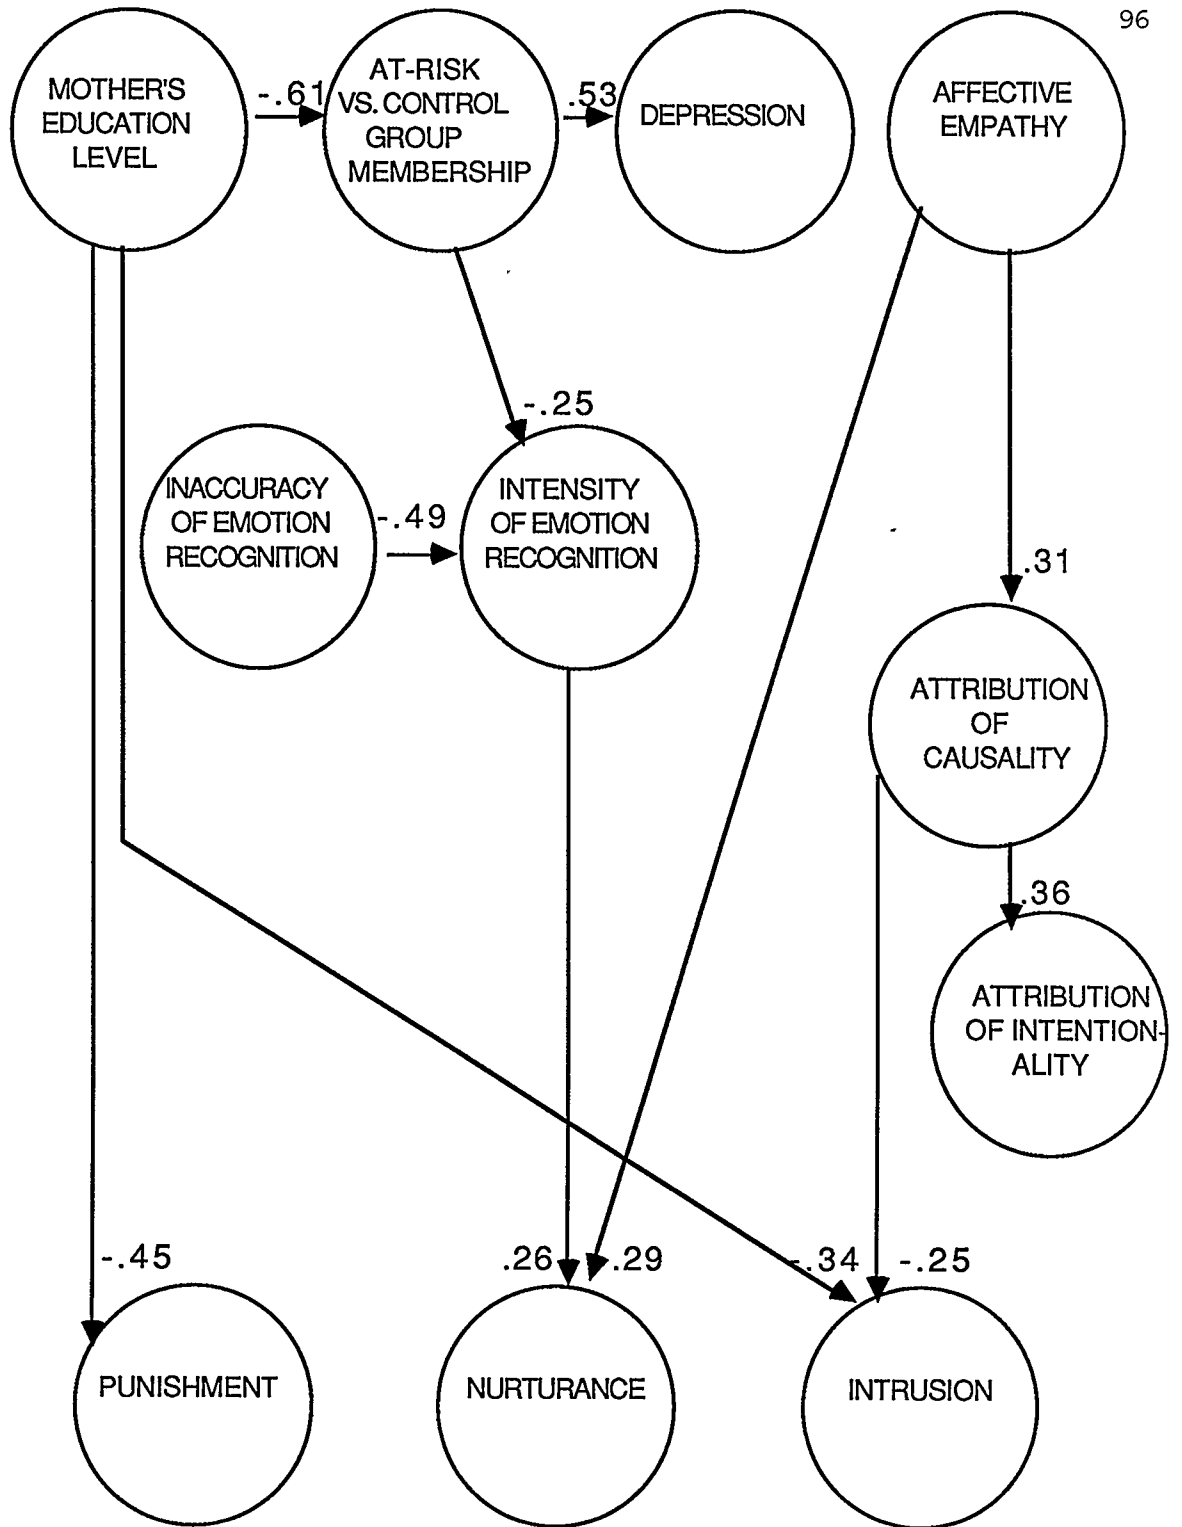 96
MOTHER'S
EDUCATION
LEVEL
-.61
AT-RISK
VS. CONTROL
GROUP
MEMBERSHIP
.53
DEPRESSION
AFFECTIVE
EMPATHY
-.25
INACCURACY
OF EMOTION
RECOGNITION
-.49
INTENSITY
OF EMOTION
RECOGNITION
.31
ATTRIBUTION
OF
CAUSALITY
.36
ATTRIBUTION
OF INTENTION-
ALITY
-.45
.26
.29
-.34
-.25
PUNISHMENT
NURTURANCE
INTRUSION